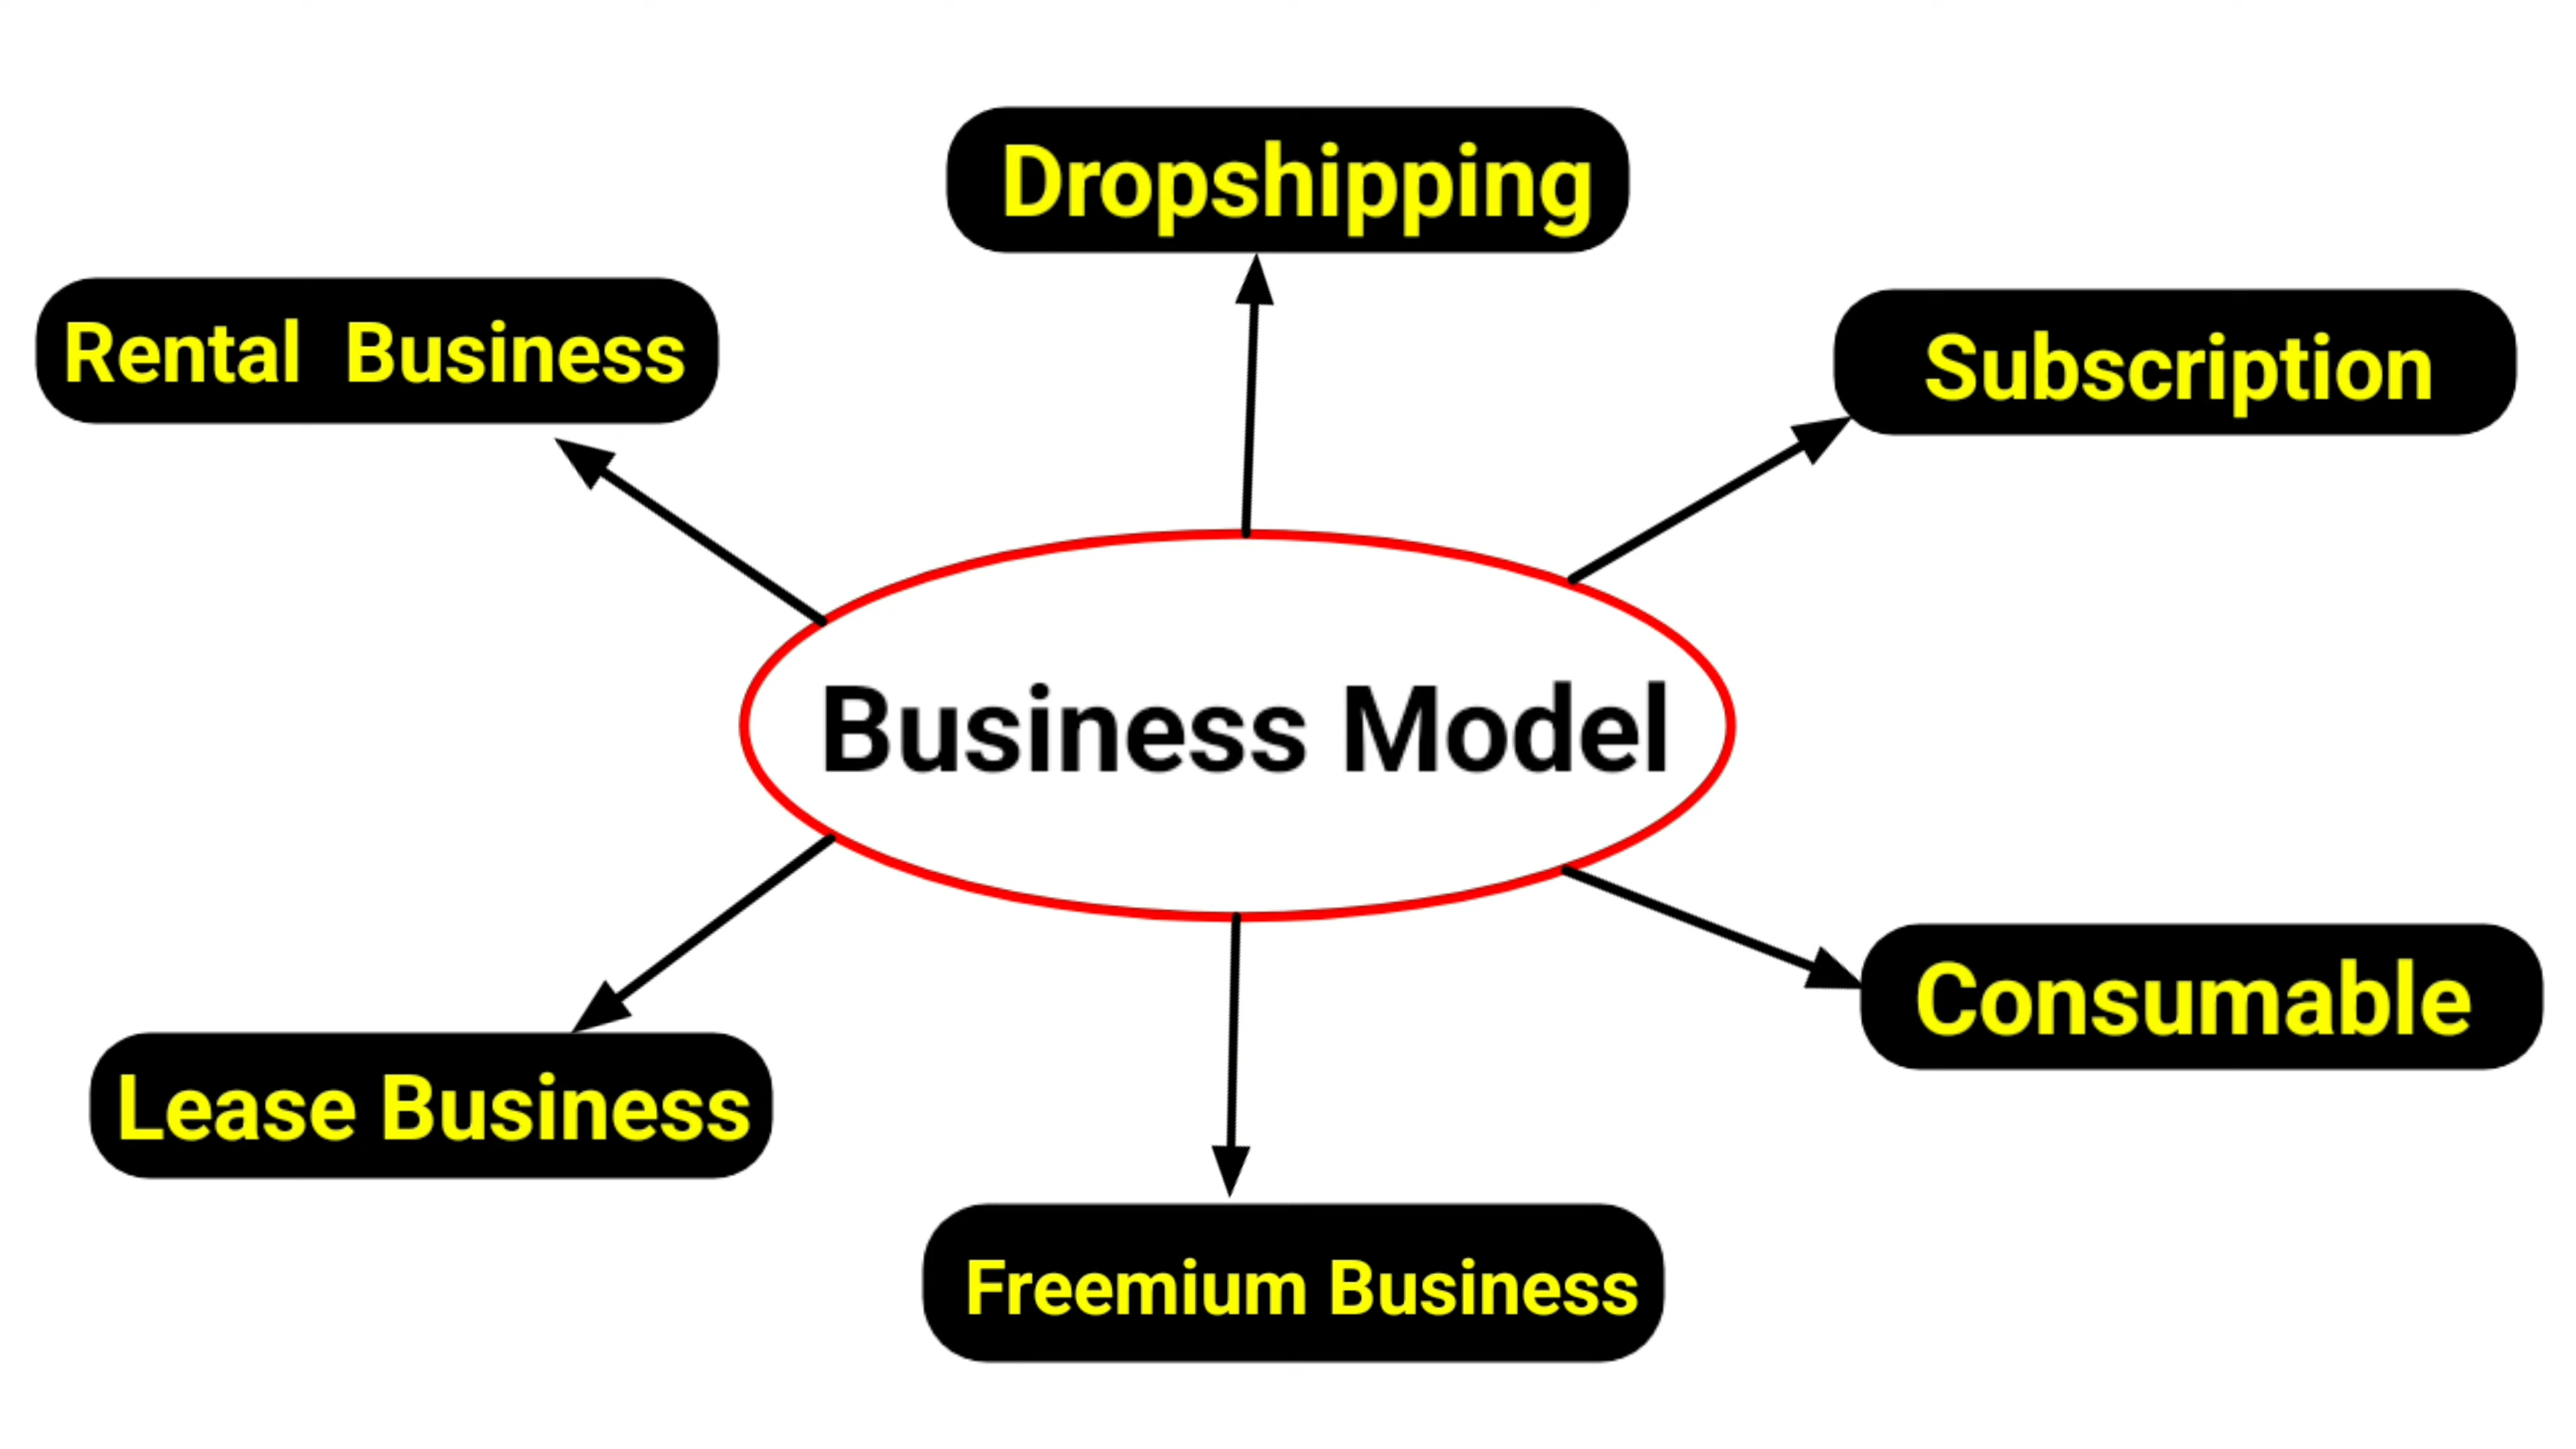 Dropshipping
Rental Business
Subscription
Business Model
Consumable
Lease Business
Freemium Business